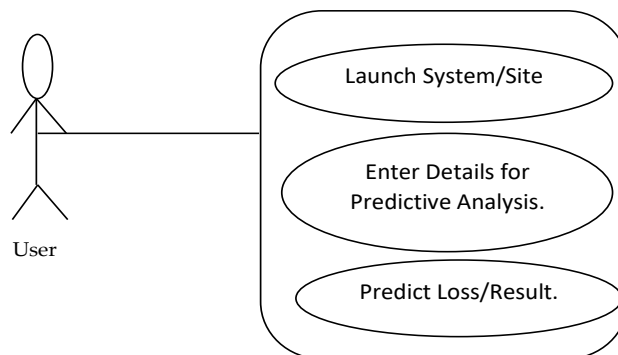 Launch System/Site
Enter Details for
Predictive Analysis.
User
Predict Loss/Result.